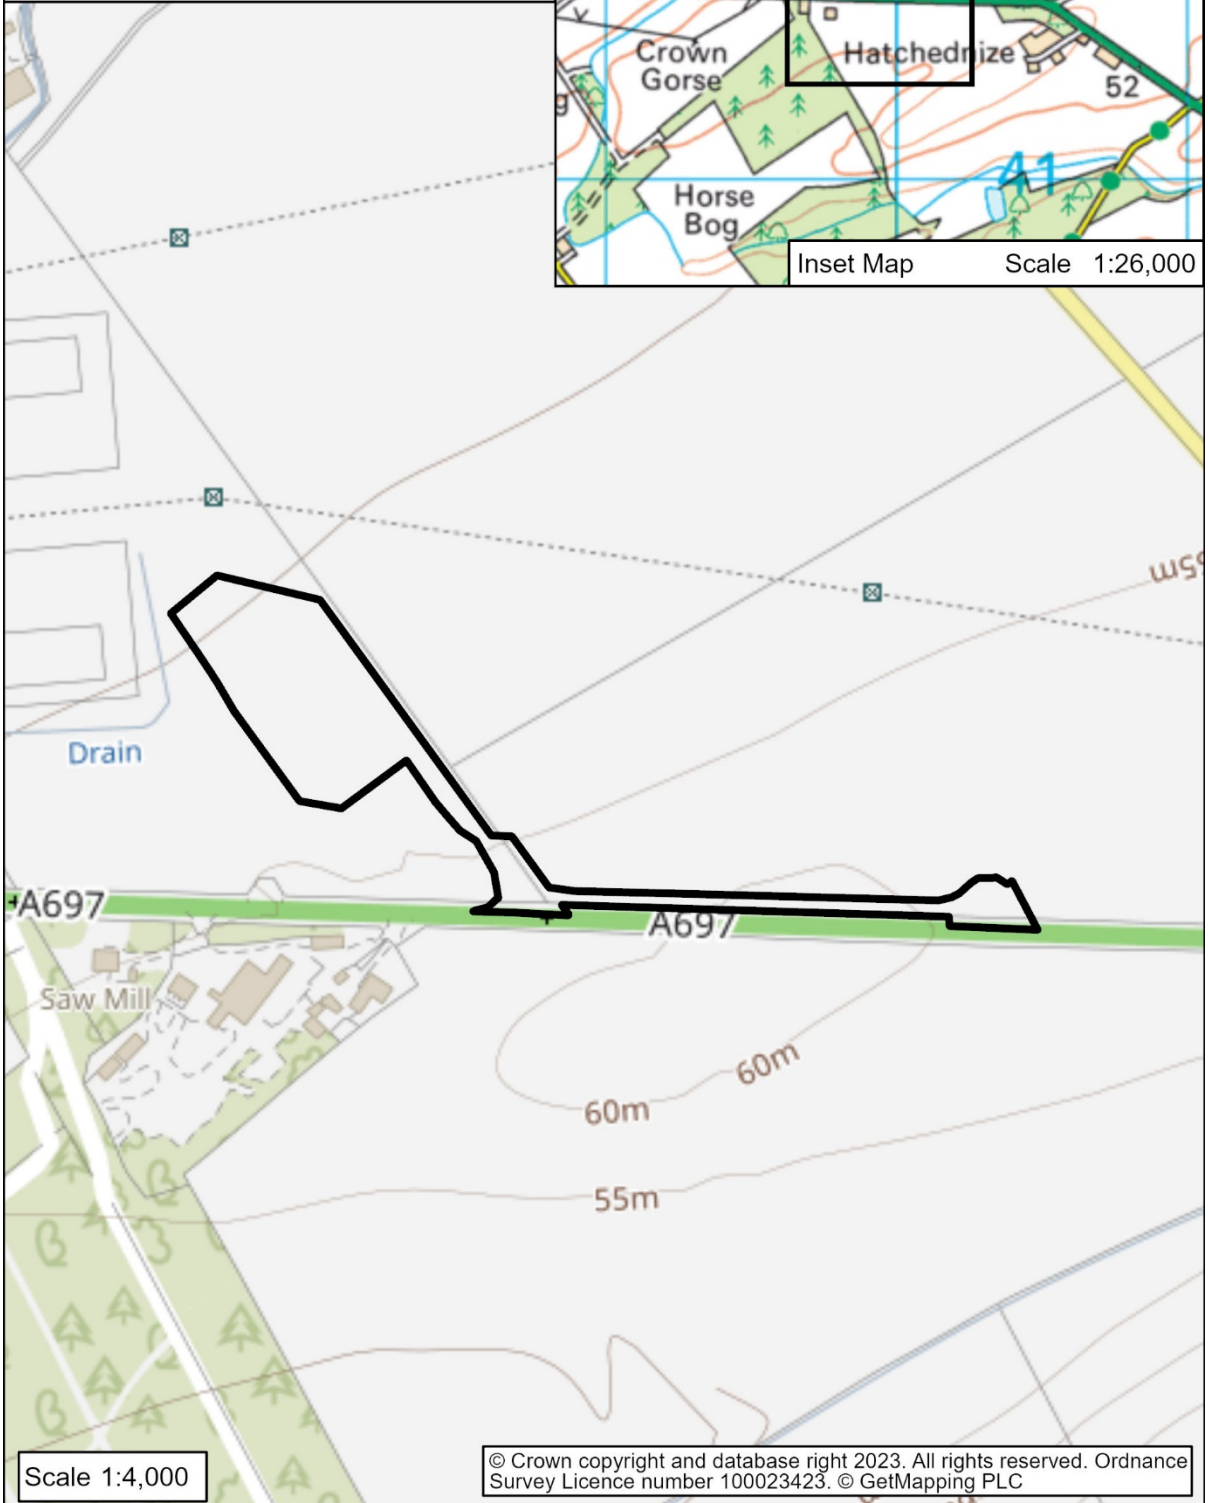 Crown
Gorse
Hatchednize
52
41
Horse
Bog
Inset Map Scale 1:26,000
55m
Drain
A697
A697
Saw Mill
60m
60m
55m
Scale 1:4,000
© Crown copyright and database right 2023. All rights reserved. Ordnance
Survey Licence number 100023423. © GetMapping PLC